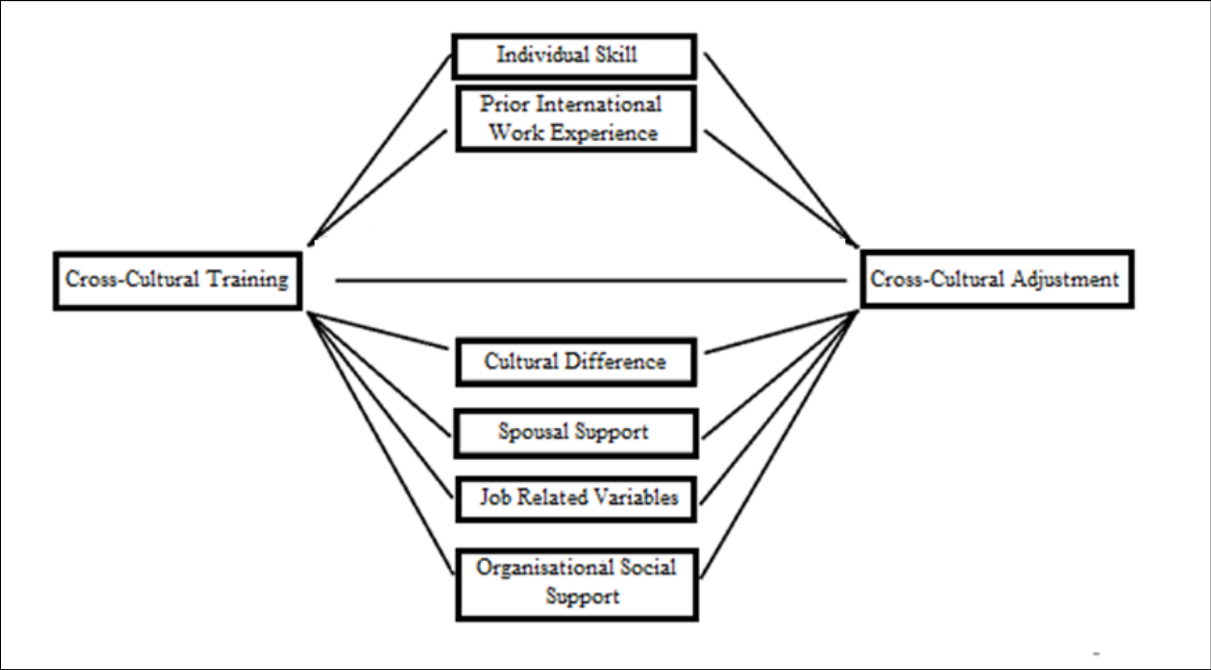 Individual Skill
Prior International
Work Experience
Cross-Cultural Training
Cross-Cultural Adjustment
Cultural Difference
Spousal Support
Job Related Variables
Organisational Social
Support